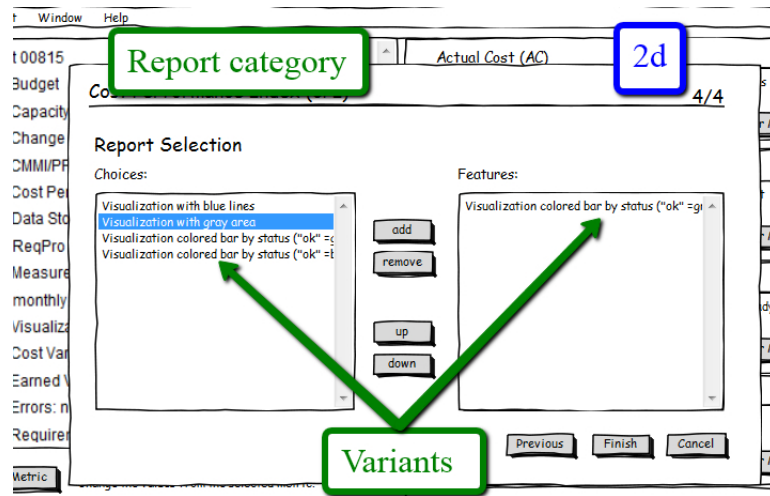 Window Help
t 00815
Report category
Actual Cost (AC)
2d
Budget
4/4
Capacity
Change
Report Selection
CMMI/PF
Choices:
Features:
Cost Per
Visualization with blue lines
Visualization colored bar by status ("ok" =gr
Visualization with gray area
Data Sto
Visualization colored bar by status ("ok" =g
add
Visualization colored bar by status ("ok" =b
ReqPro
remove
Measure
monthly
Visualiza
up
Cost Var
down
Earned V
Errors: n
Requirer
Variants
Previous
Finish
Cancel
Metric